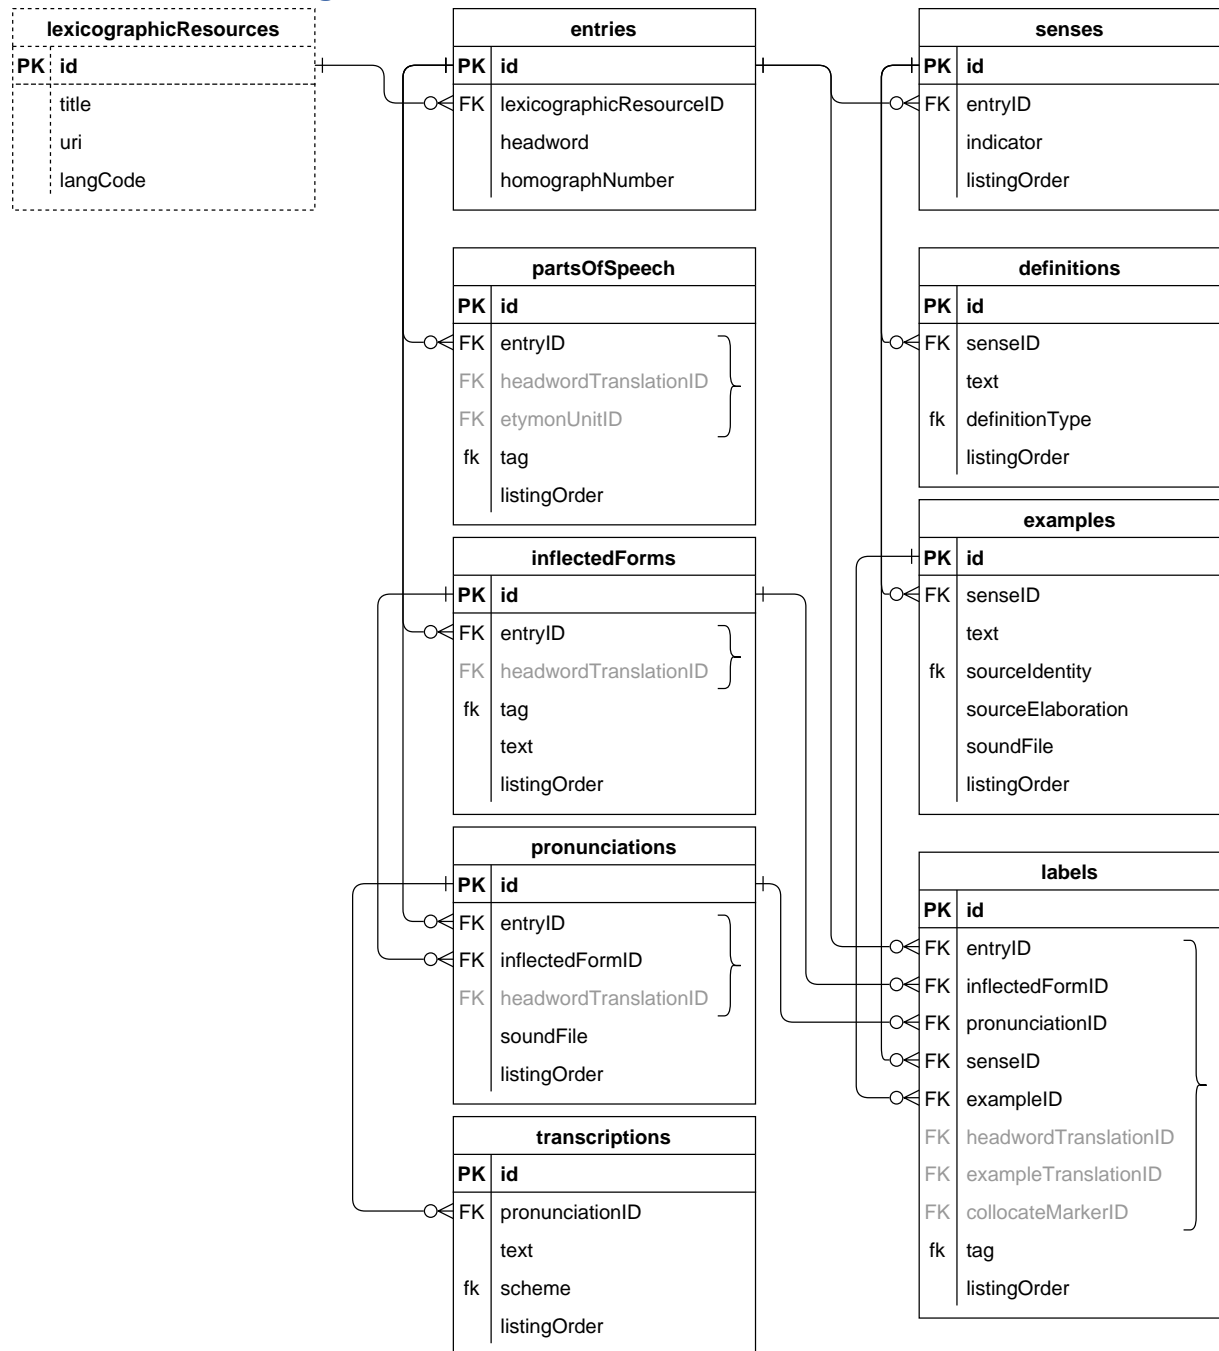 lexicographicResources
PK id
title
uri
langCode
entries
PK id
FK lexicographicResourceID
headword
homographNumber
senses
PK id
FK entryID
indicator
listingOrder
partsOfSpeech
PK id
FK entryID
FK headwordTranslationID
FK etymonUnitID
fk tag
listingOrder
definitions
PK id
FK senseID
text
fk definitionType
listingOrder
inflectedForms
PK id
FK entryID
FK headwordTranslationID
fk tag
text
listingOrder
examples
PK id
FK senseID
text
fk sourceIdentity
sourceElaboration
soundFile
listingOrder
pronunciations
PK id
FK entryID
FK inflectedFormID
FK headwordTranslationID
soundFile
listingOrder
labels
PK id
FK entryID
FK inflectedFormID
FK pronunciationID
FK senseID
FK exampleID
FK headwordTranslationID
FK exampleTranslationID
FK collocateMarkerID
fk tag
listingOrder
transcriptions
PK id
FK pronunciationID
text
fk scheme
listingOrder